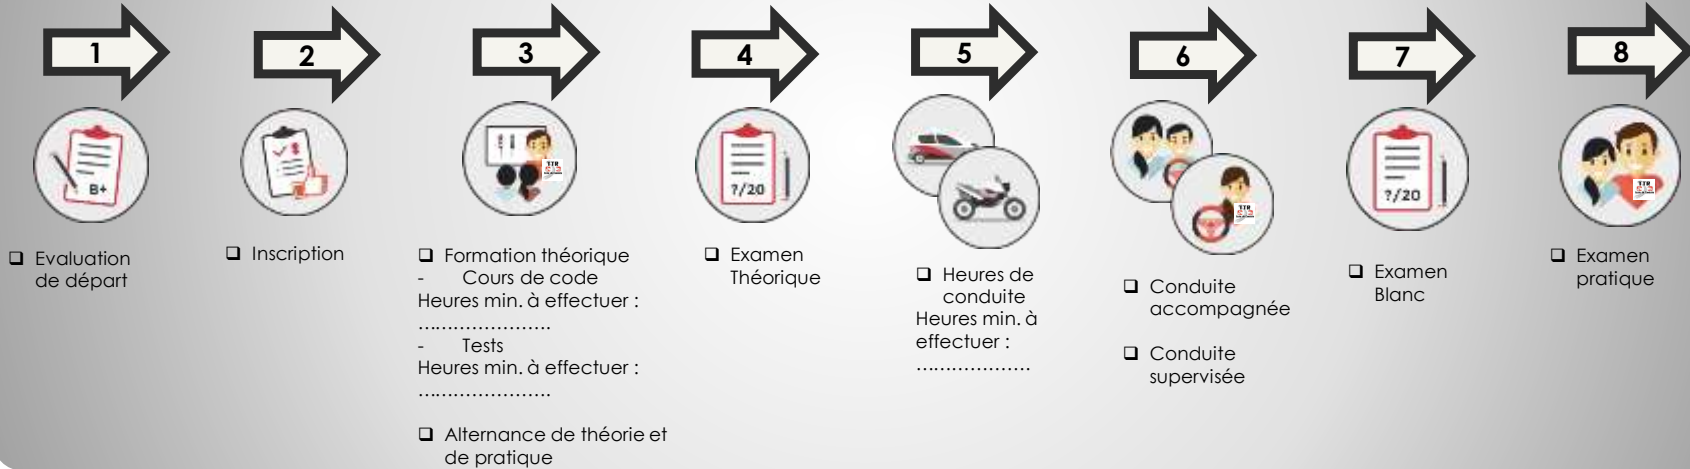 1
2
3
4
5
6
7
8
B+
?/20
?/20
❑ Evaluation
de départ
❑ Inscription
❑ Formation théorique
- Cours de code
Heures min. à effectuer :
......................
- Tests
Heures min. à effectuer :
......................
❑ Alternance de théorie et
de pratique
❑ Examen
Théorique
❑ Heures de
conduite
Heures min. à
effectuer :
...................
❑ Conduite
accompagnée
❑ Conduite
supervisée
❑ Examen
Blanc
❑ Examen
pratique